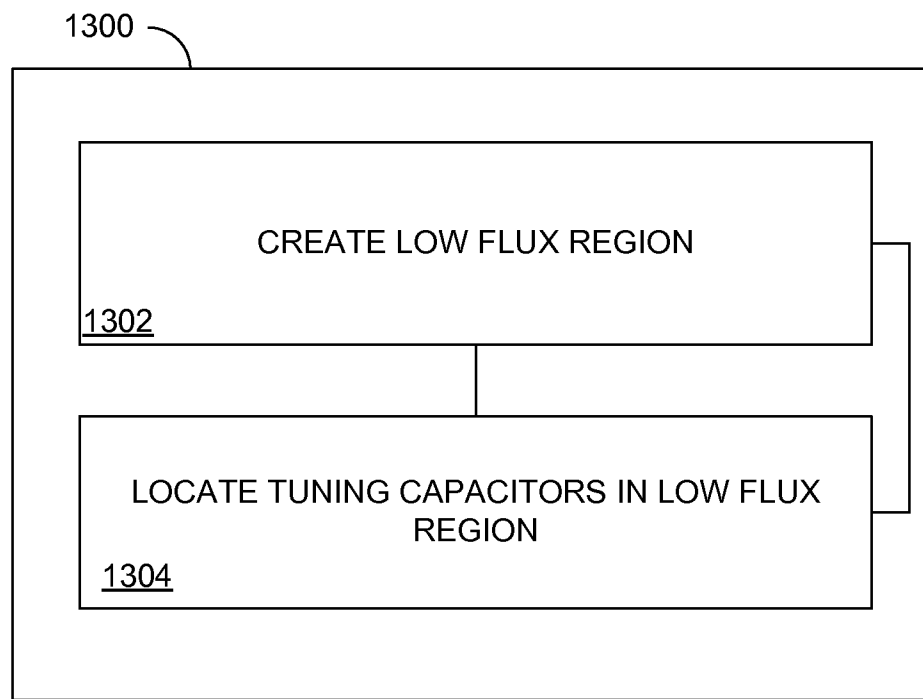 1300
CREATE LOW FLUX REGION
1302
LOCATE TUNING CAPACITORS IN LOW FLUX
REGION
1304